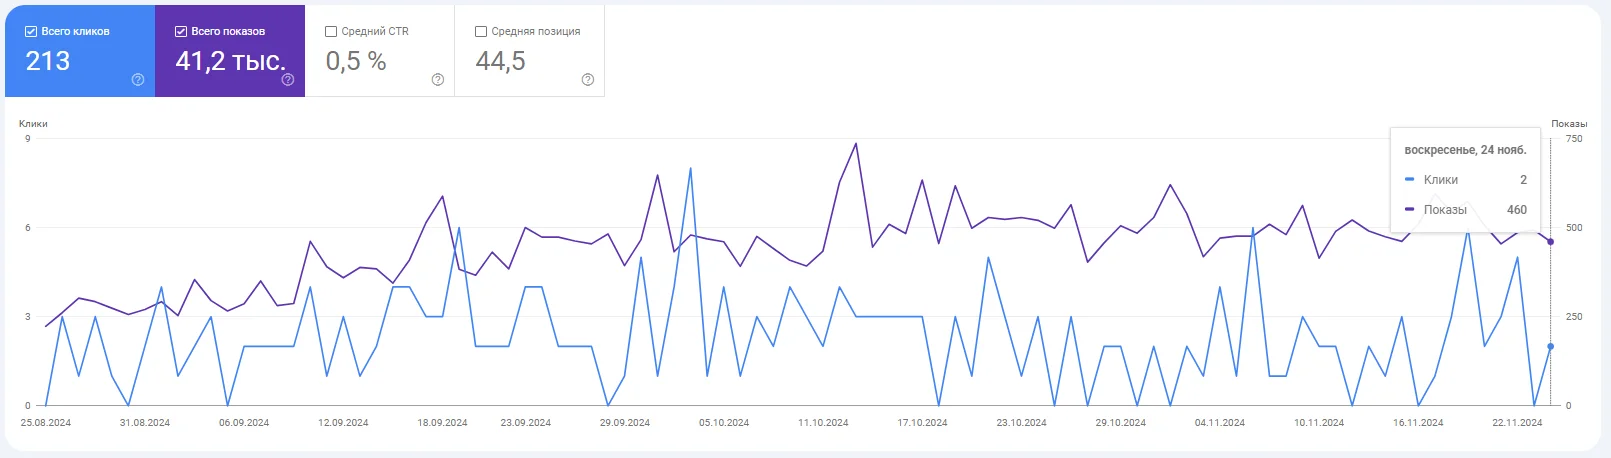 Всего кликов
213
Всего показов
41,2 тыс.
Средний CTR
0,5 %
Средняя позиция
44,5
Клики
Показы
9
6
3
0
750
500
250
0
воскресенье, 24 нояб.
Клики 2
Показы 460
25.08.2024 31.08.2024 06.09.2024 12.09.2024 18.09.2024 23.09.2024 29.09.2024 05.10.2024 11.10.2024 17.10.2024 23.10.2024 29.10.2024 04.11.2024 10.11.2024 16.11.2024 22.11.2024